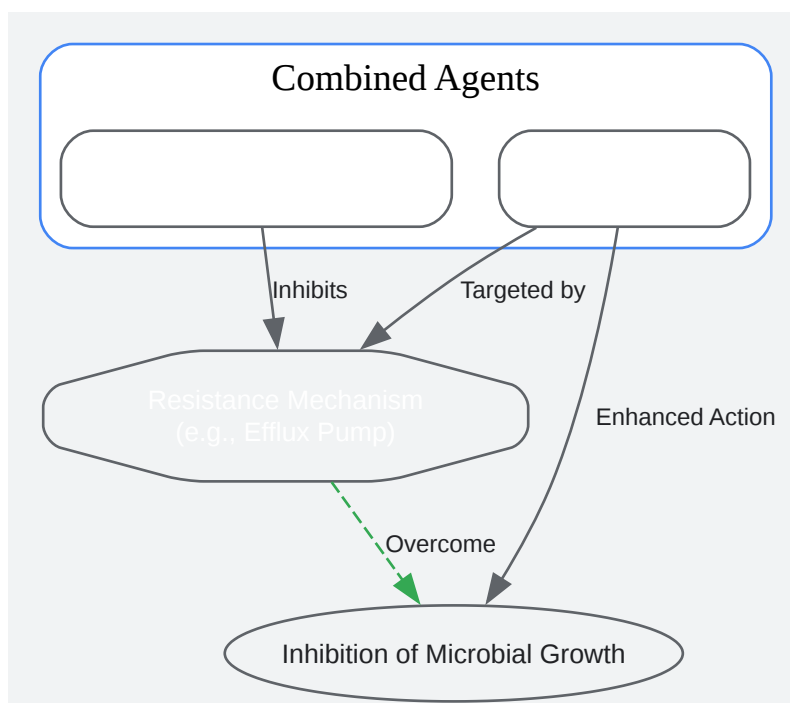 Combined Agents
Inhibits
Targeted by
Resistance Mechanism
(e.g., Efflux Pump)
Enhanced Action
Overcome
Inhibition of Microbial Growth